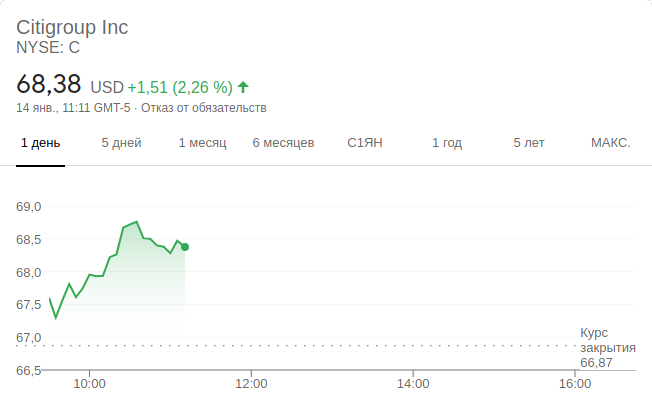 Citigroup Inc
NYSE: C
68,38 USD +1,51 (2,26 %)
14 янв., 11:11 GMT-5 · Отказ от обязательств
1 день 5 дней 1 месяц 6 месяцев С1ЯН 1 год 5 лет МАКС.
69,0
68,5
68,0
67,5
67,0
66,5
Курс
закрытия
66,87
10:00 12:00 14:00 16:00